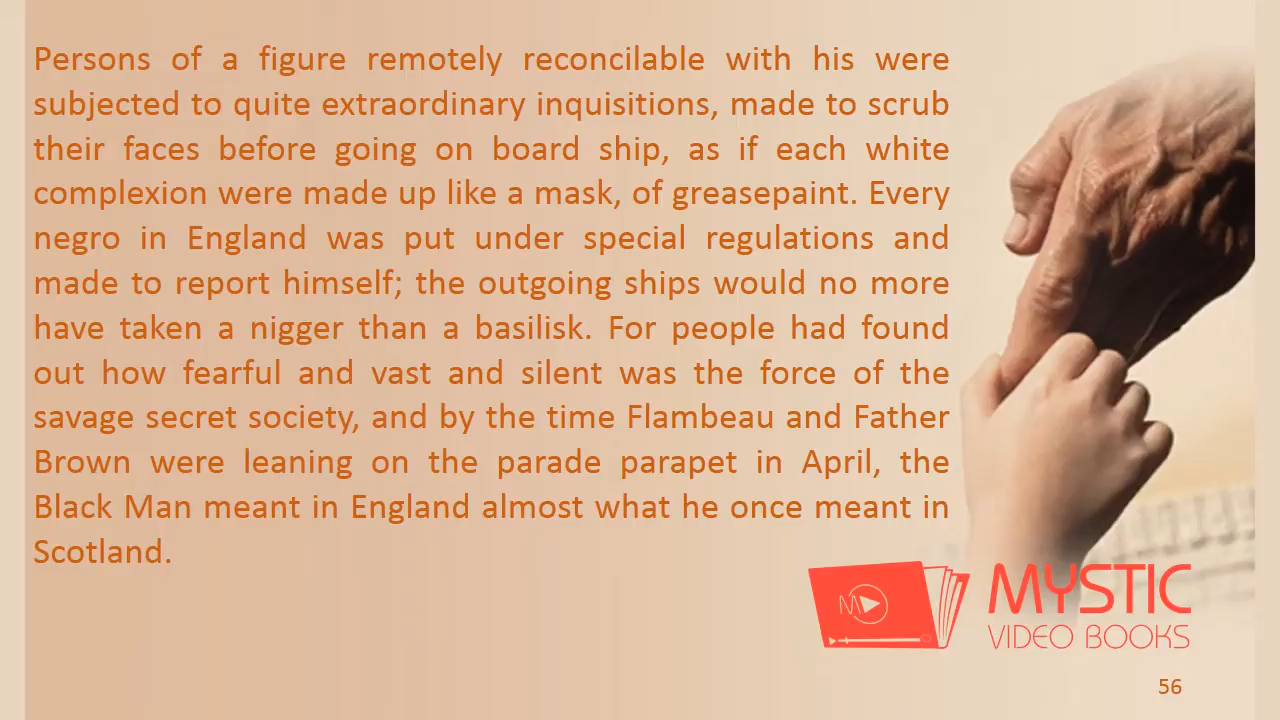 Persons of a figure remotely reconcilable with his were
subjected to quite extraordinary inquisitions, made to scrub
their faces before going on board ship, as if each white
complexion were made up like a mask, of greasepaint. Every
negro in England was put under special regulations and
made to report himself; the outgoing ships would no more
have taken a nigger than a basilisk. For people had found
out how fearful and vast and silent was the force of the
savage secret society, and by the time Flambeau and Father
Brown were leaning on the parade parapet in April, the
Black Man meant in England almost what he once meant in
Scotland.
M
MYSTIC
VIDEO BOOKS
56